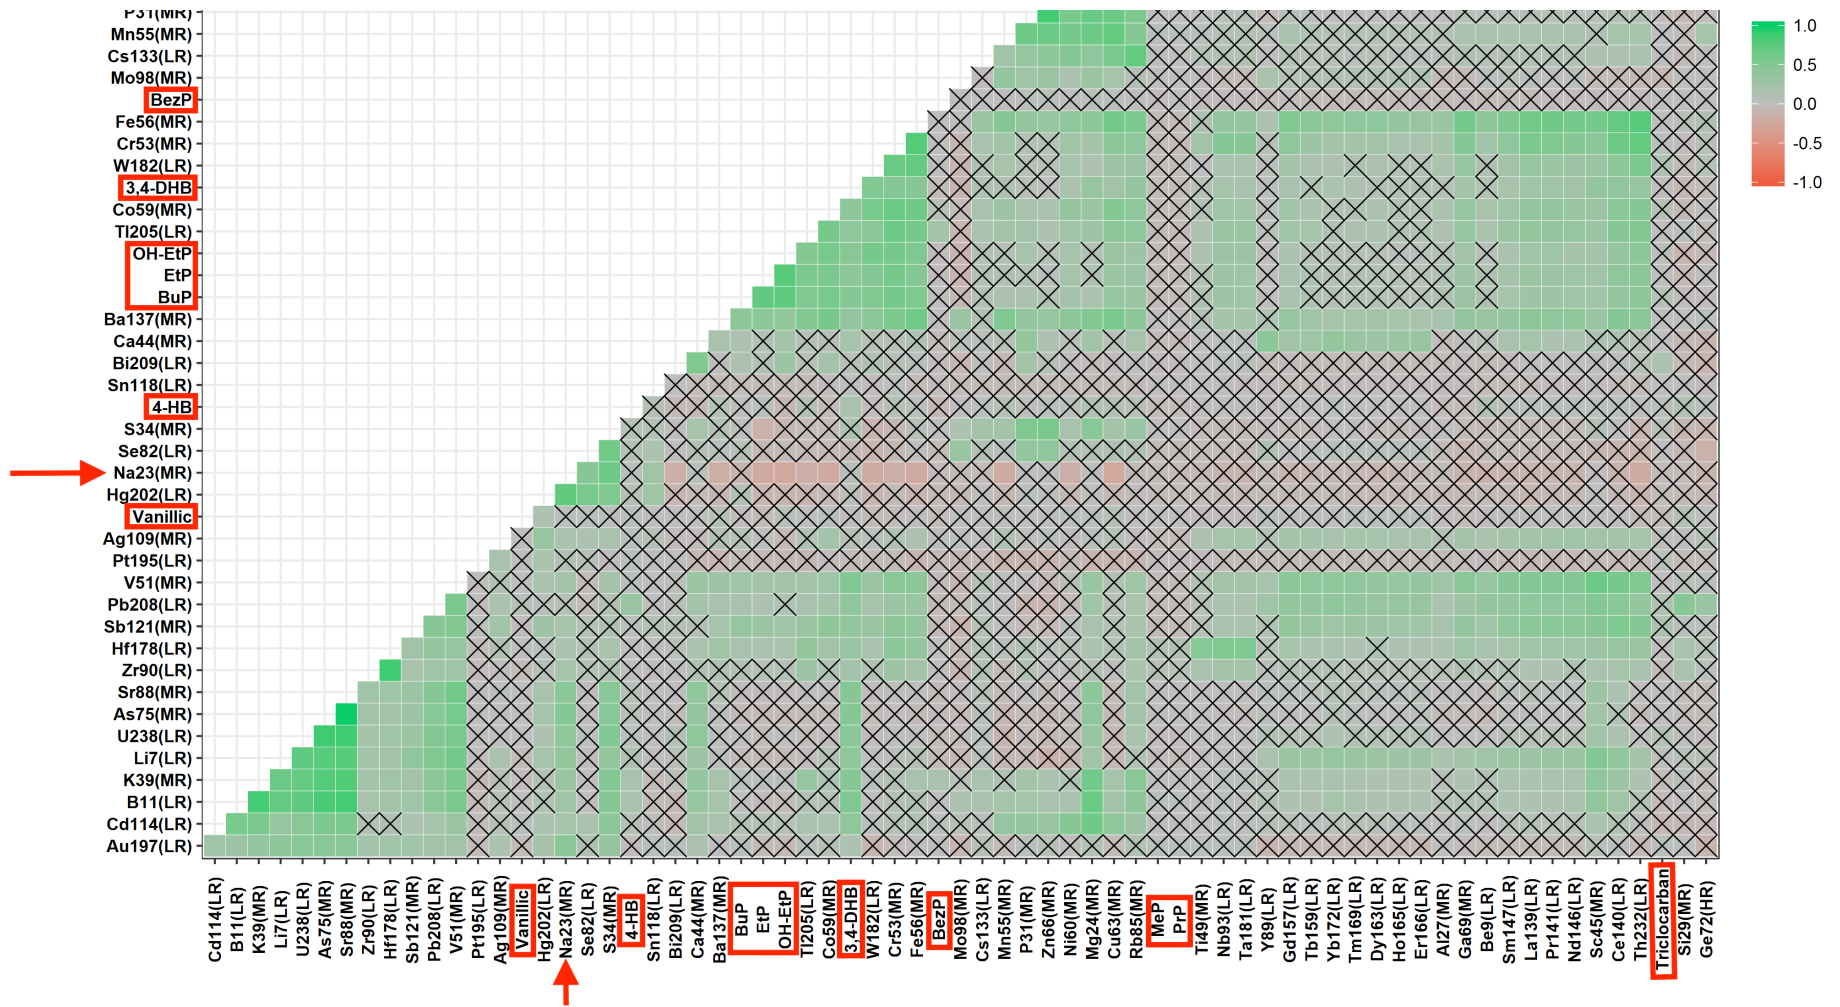 P31(MR)
Mn55(MR)
Cs133(LR)
Mo98(MR)
BezP
Fe56(MR)
Cr53(MR)
W182(LR)
3,4-DHB
Co59(MR)
Tl205(LR)
OH-EtP
EtP
BuP
Ba137(MR)
Ca44(MR)
Bi209(LR)
Sn118(LR)
4-HB
S34(MR)
Se82(LR)
Na23(MR)
Hg202(LR)
Vanillic
Ag109(MR)
Pt195(LR)
V51(MR)
Pb208(LR)
Sb121(MR)
Hf178(LR)
Zr90(LR)
Sr88(MR)
As75(MR)
U238(LR)
Li7(LR)
K39(MR)
B11(LR)
Cd114(LR)
Au197(LR)
Cd114(LR)
B11(LR)
K39(MR)
Li7(LR)
U238(LR)
As75(MR)
Sr88(MR)
Zr90(LR)
Hf178(LR)
Sb121(MR)
Pb208(LR)
V51(MR)
Pt195(LR)
Ag109(MR)
Vanillic
Hg202(LR)
Na23(MR)
Se82(LR)
S34(MR)
4-HB
Sn118(LR)
Bi209(LR)
Ca44(MR)
Ba137(MR)
BuP
EtP
OH-EtP
Tl205(LR)
Co59(MR)
3,4-DHB
W182(LR)
Cr53(MR)
Fe56(MR)
BezP
Mo98(MR)
Cs133(LR)
Mn55(MR)
P31(MR)
Zn66(MR)
Ni60(MR)
Mg24(MR)
Cu63(MR)
Rb85(MR)
MeP
PrP
Ti49(MR)
Nb93(LR)
Ta181(LR)
Y89(LR)
Gd157(LR)
Tb159(LR)
Yb172(LR)
Tm169(LR)
Dy163(LR)
Ho165(LR)
Er166(LR)
Al27(MR)
Ga69(MR)
Be9(LR)
Sm147(LR)
La139(LR)
Pr141(LR)
Nd146(LR)
Sc45(MR)
Ce140(LR)
Th232(LR)
Triclocarban
Si29(MR)
Ge72(HR)
1.0
0.5
0.0
-0.5
-1.0